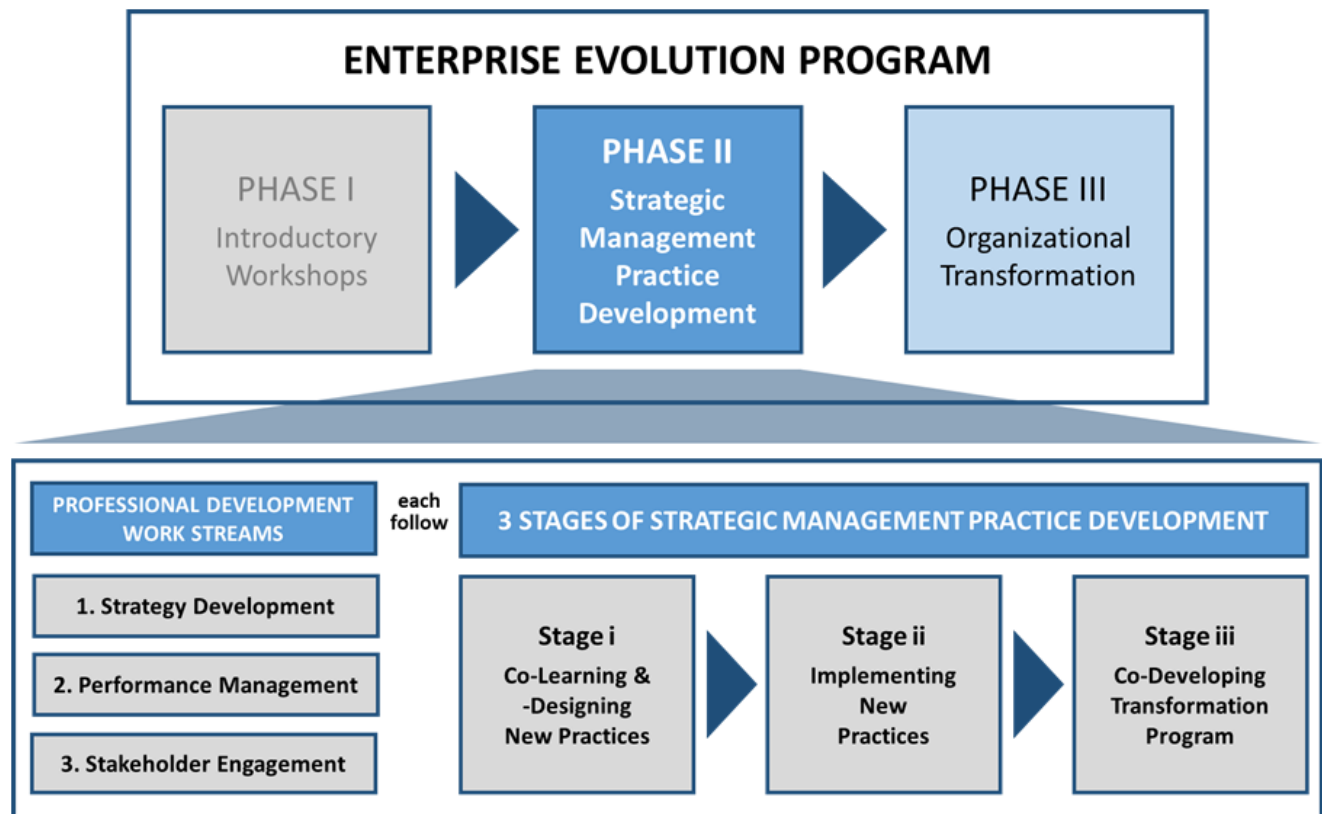 ENTERPRISE EVOLUTION PROGRAM
PHASE I
Introductory
Workshops
PHASE II
Strategic
Management
Practice
Development
PHASE III
Organizational
Transformation
PROFESSIONAL DEVELOPMENT
WORK STREAMS
each
follow
3 STAGES OF STRATEGIC MANAGEMENT PRACTICE DEVELOPMENT
1. Strategy Development
2. Performance Management
3. Stakeholder Engagement
Stage i
Co-Learning &
-Designing
New Practices
Stage ii
Implementing
New
Practices
Stage iii
Co-Developing
Transformation
Program